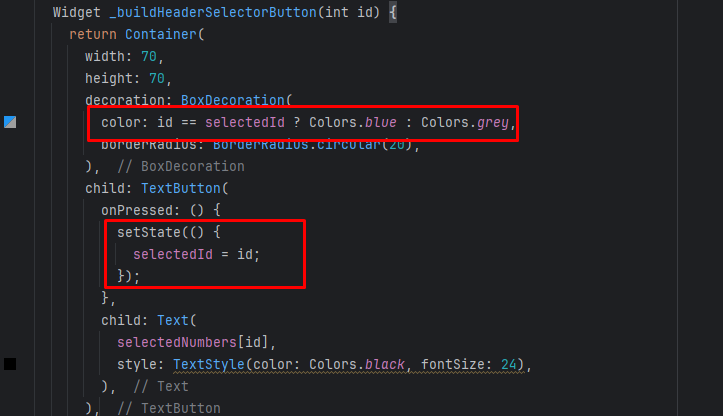 Widget _buildHeaderSelectorButton(int id) {
return Container(
width: 70,
height: 70,
decoration: BoxDecoration(
color: id == selectedId ? Colors.blue : Colors.grey,
borderRadius: BorderRadius.circular(20),
), // BoxDecoration
child: TextButton(
onPressed: () {
setState(() {
selectedId = id;
});
},
child: Text(
selectedNumbers[id],
style: TextStyle(color: Colors.black, fontSize: 24),
), // Text
), // TextButton